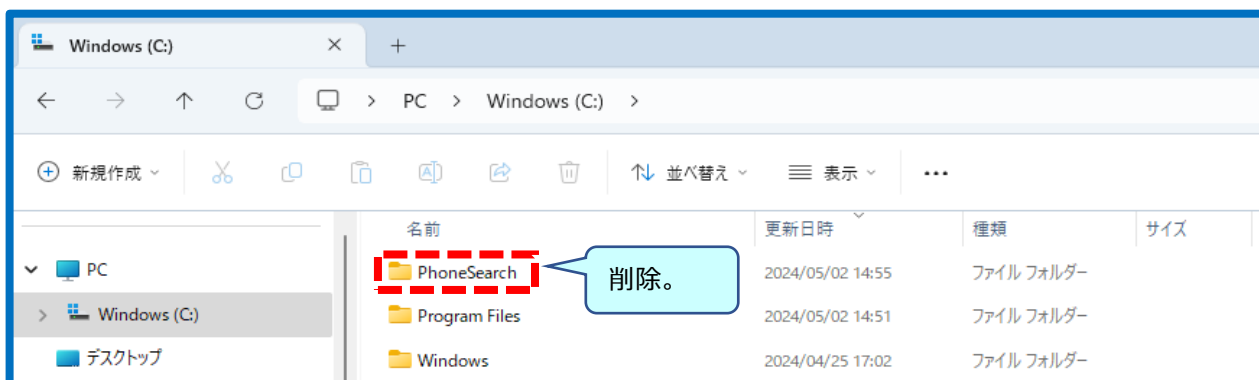 Windows (C:)
PC > Windows (C:) >
新規作成 並べ替え 表示 •••
名前 更新日時 種類 サイズ
PC
PhoneSearch 削除。 2024/05/02 14:55 ファイル フォルダー
Windows (C:)
Program Files 2024/05/02 14:51 ファイル フォルダー
デスクトップ
Windows 2024/04/25 17:02 ファイル フォルダー